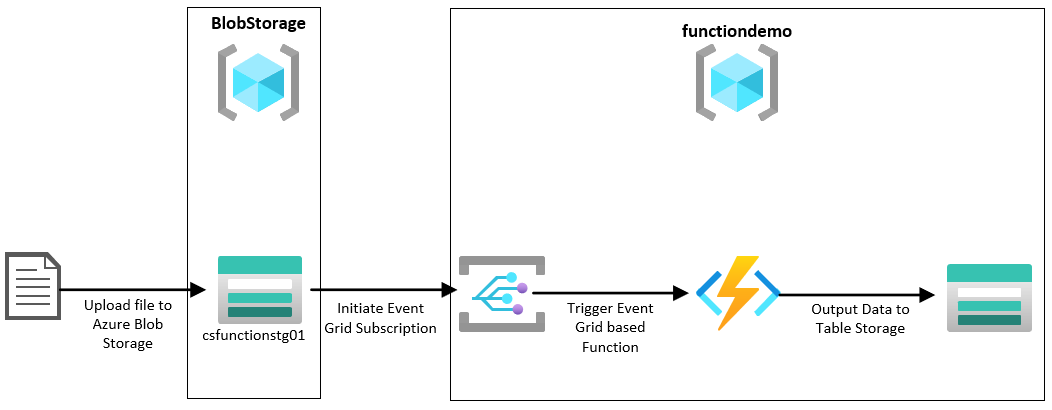 BlobStorage
functiondemo
Upload file to
Azure Blob
Storage
csfunctionstg01
Initiate Event
Grid Subscription
Trigger Event
Grid based
Function
Output Data to
Table Storage